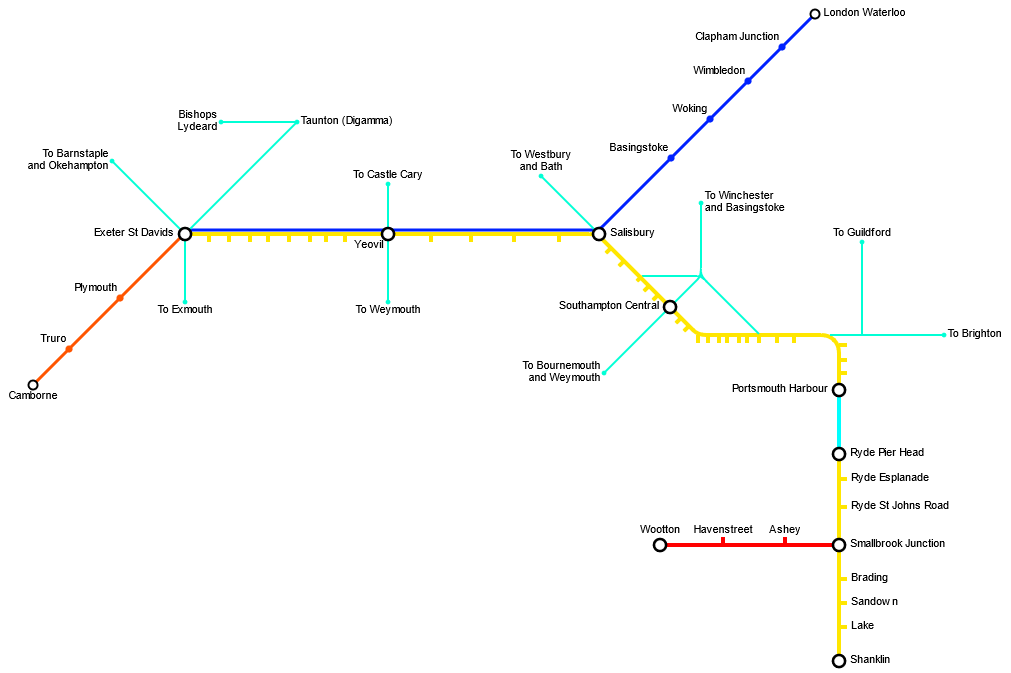 London Waterloo
Clapham Junction
Wimbledon
Woking
Basingstoke
Bishops
Lydeard
Taunton (Digamma)
To Barnstaple
and Okehampton
To Castle Cary
To Westbury
and Bath
To Winchester
and Basingstoke
Exeter St Davids
Yeovil
Salisbury
To Guildford
Plymouth
To Exmouth
To Weymouth
Southampton Central
Truro
To Brighton
To Bournemouth
and Weymouth
Camborne
Portsmouth Harbour
Ryde Pier Head
Ryde Esplanade
Ryde St Johns Road
Wootton
Havenstreet
Ashey
Smallbrook Junction
Brading
Sandown
Lake
Shanklin